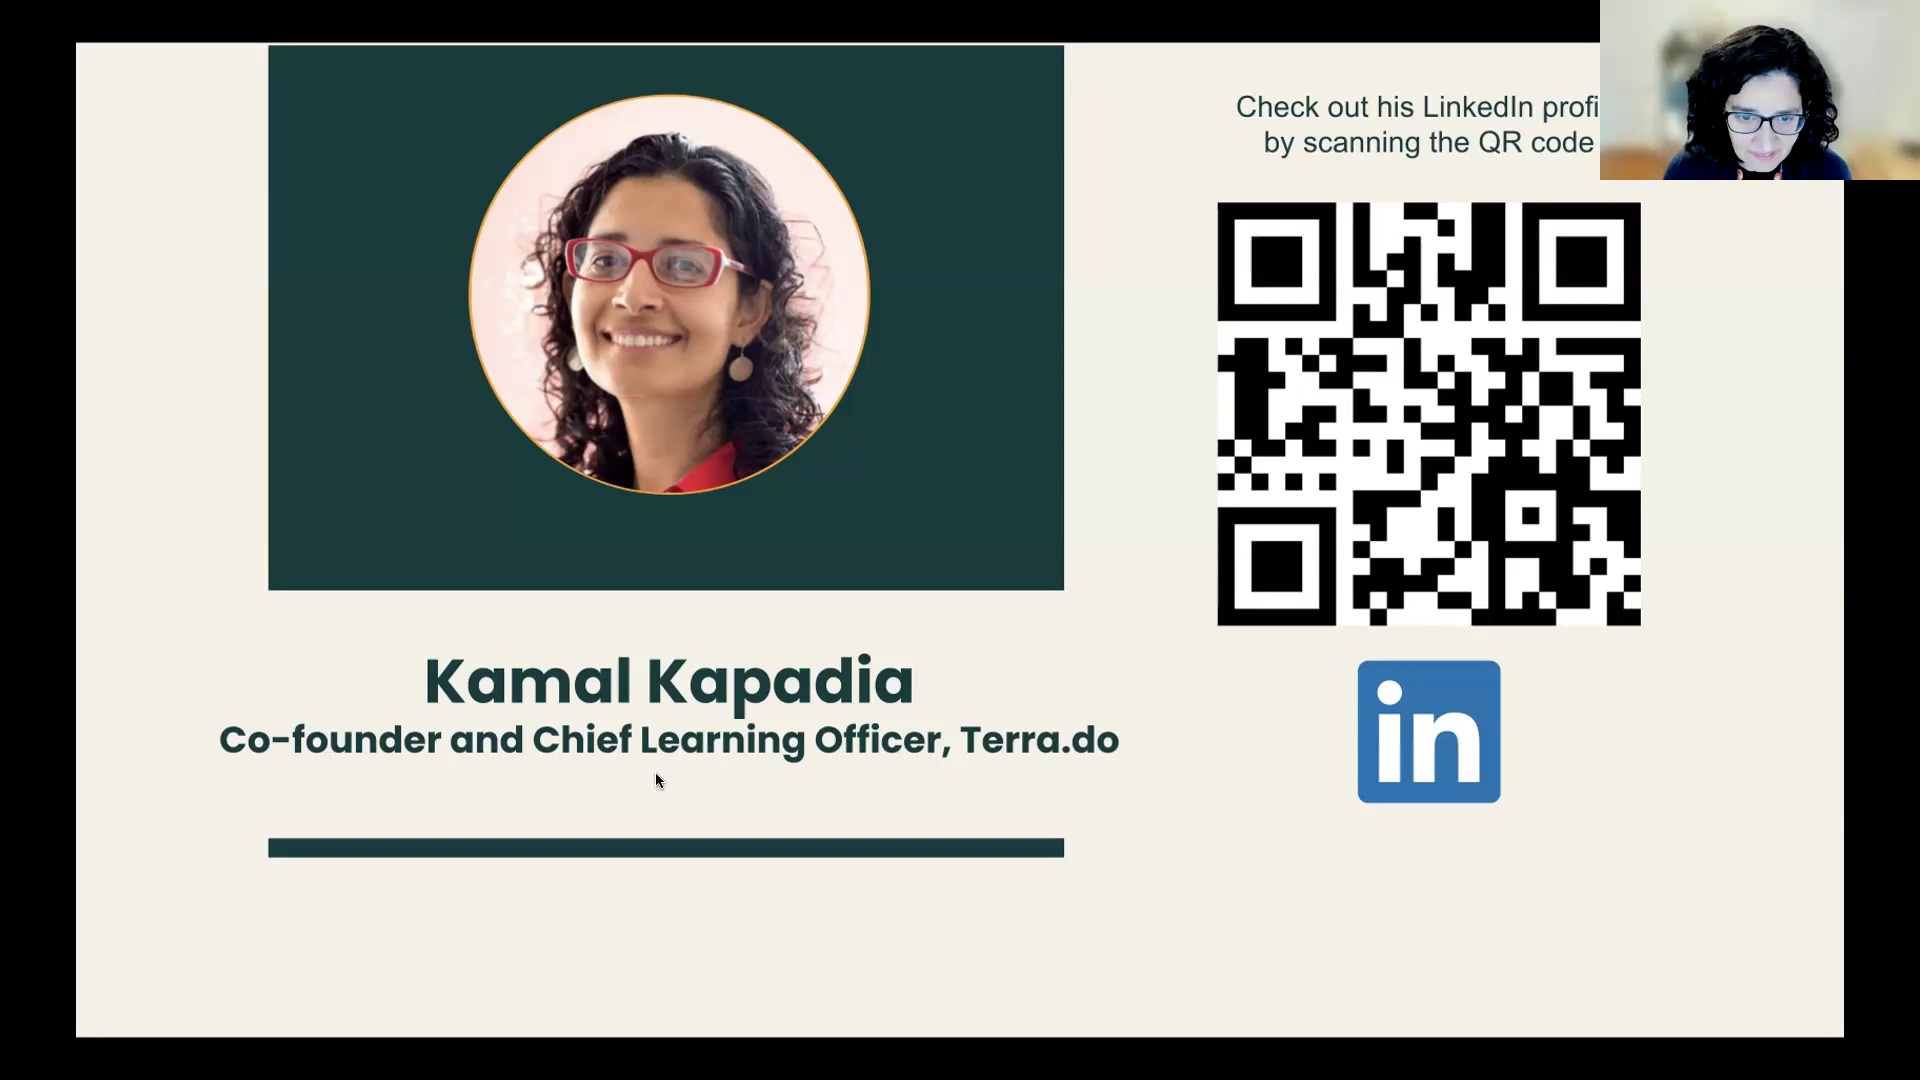 Check out his LinkedIn profi
by scanning the QR code
in
Kamal Kapadia
Co-founder and Chief Learning Officer, Terra.do